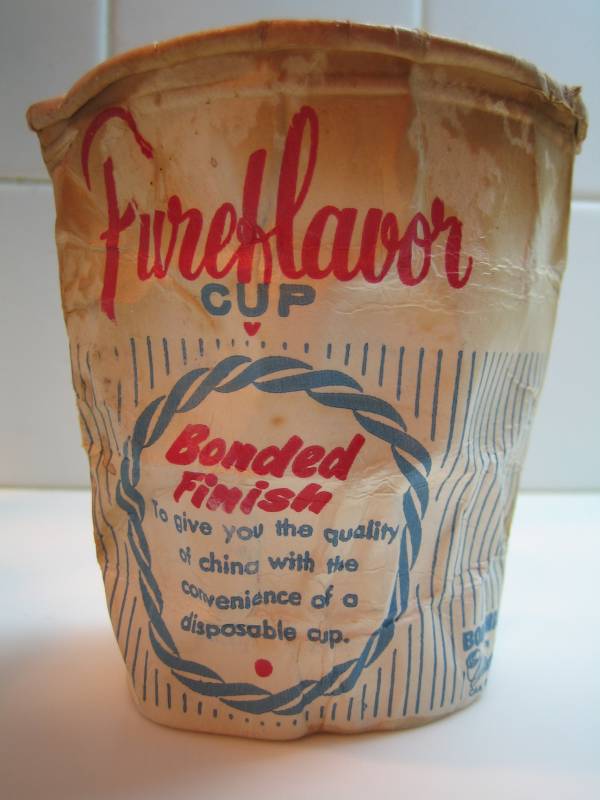 Pureflavor
CUP
Bonded
Finish
To give you the quality
of china with the
convenience of a
disposable cup.